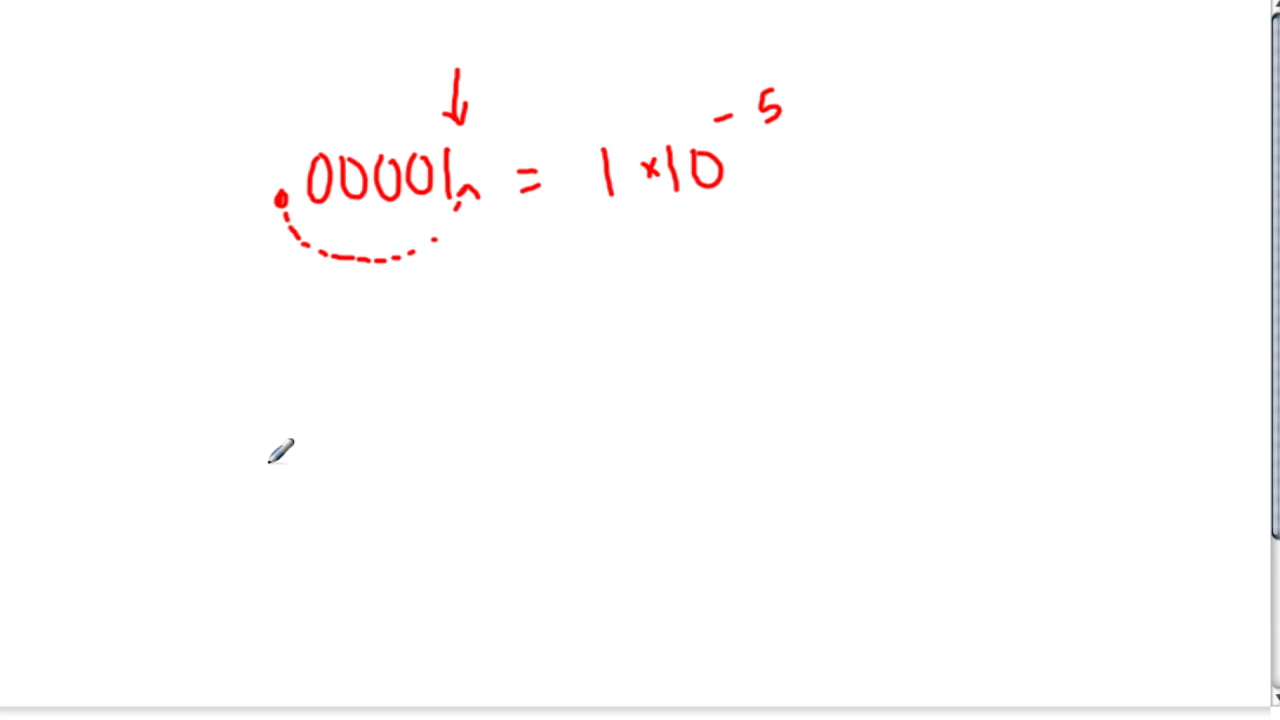 .00001 = 1 × 10^-5